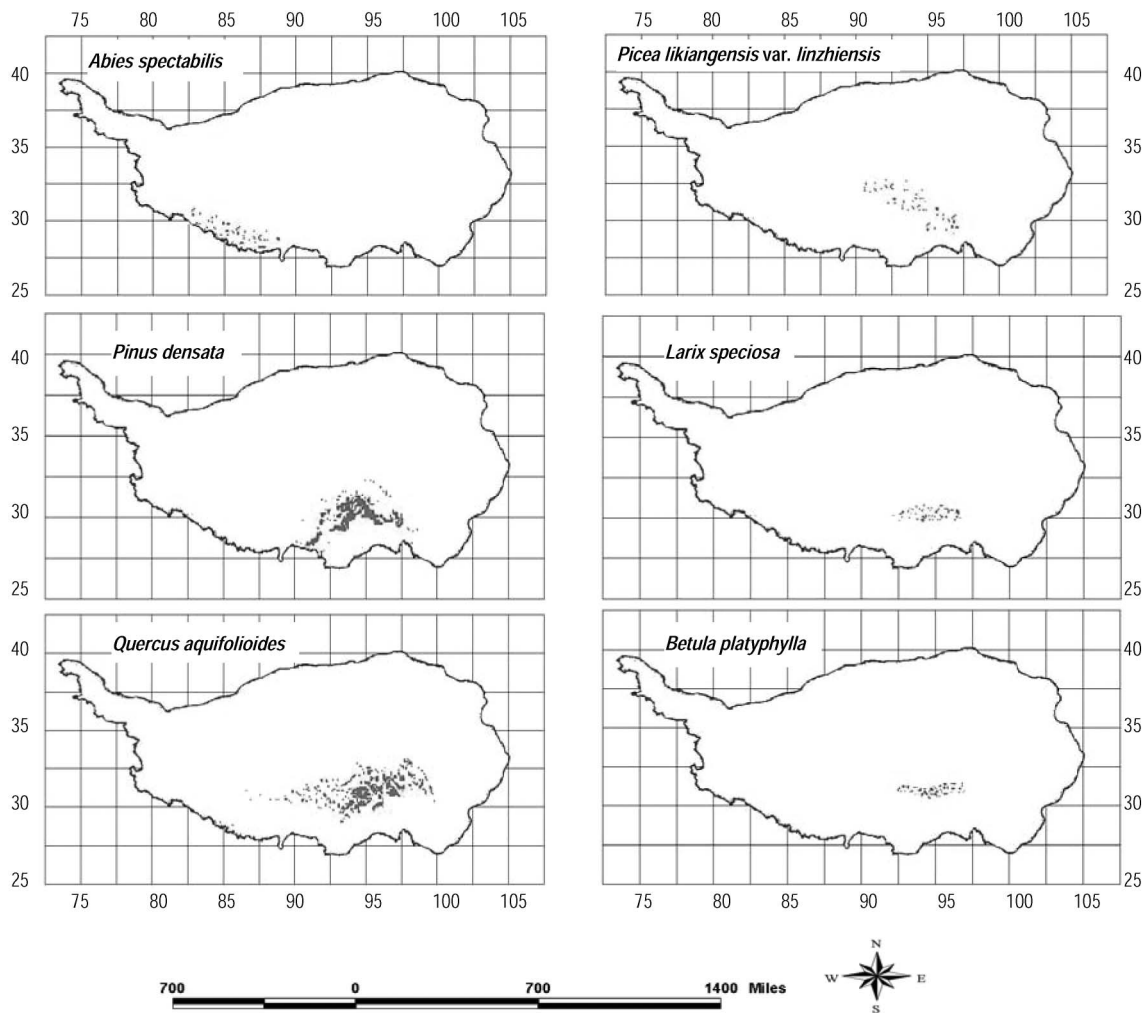 75 80 85 90 95 100 105 75 80 85 90 95 100 105
Abies spectabilis
40
35
30
25
Picea likiangensis var. linzhiensis
40
35
30
25
Pinus densata
40
35
30
25
Larix speciosa
40
35
30
25
Quercus aquifolioides
40
35
30
25
Betula platyphylla
40
35
30
25
75 80 85 90 95 100 105 75 80 85 90 95 100 105
700 0 700 1400 Miles
N
W E
S